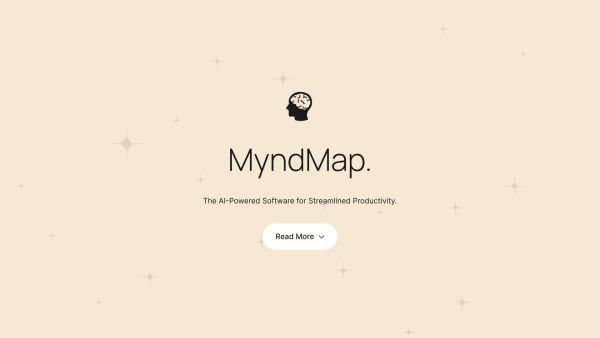 MyndMap.
The AI-Powered Software for Streamlined Productivity.
Read More